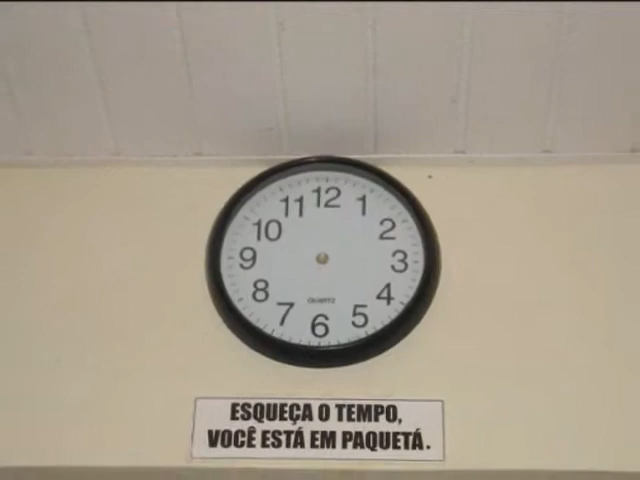 12
11 1
10 2
9 3
8 4
7 5
6
QUARTZ
ESQUEÇA O TEMPO,
VOCÊ ESTÁ EM PAQUETÁ.